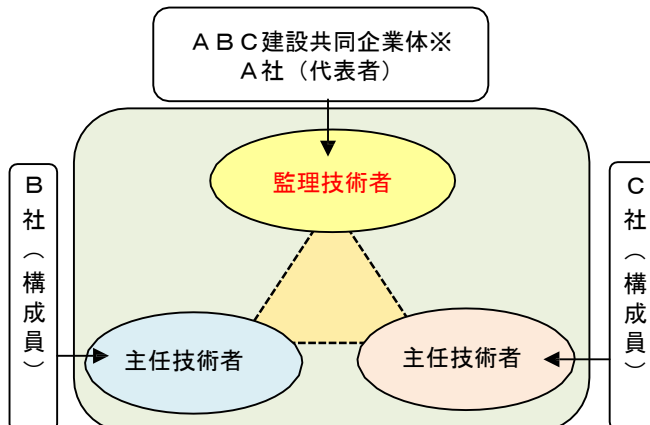 ＡＢＣ建設共同企業体※
Ａ社（代表者）
監理技術者
Ｂ社（構成員）
Ｃ社（構成員）
主任技術者
主任技術者